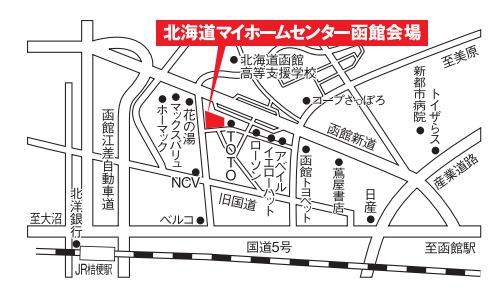 北海道マイホームセンター函館会場
北海道函館
高等支援学校
至美原
コープさっぽろ
新都市病院
トイザらス
函館新道
産業道路
花の湯
マックスバリュ
ホーマック
函館江差自動車道
TOTO
アベイル
イエローハット
ローソン
函館トヨペット
蔦屋書店
日産
NCV
旧国道
ベルコ
至大沼
北洋銀行
国道5号
至函館駅
JR桔梗駅